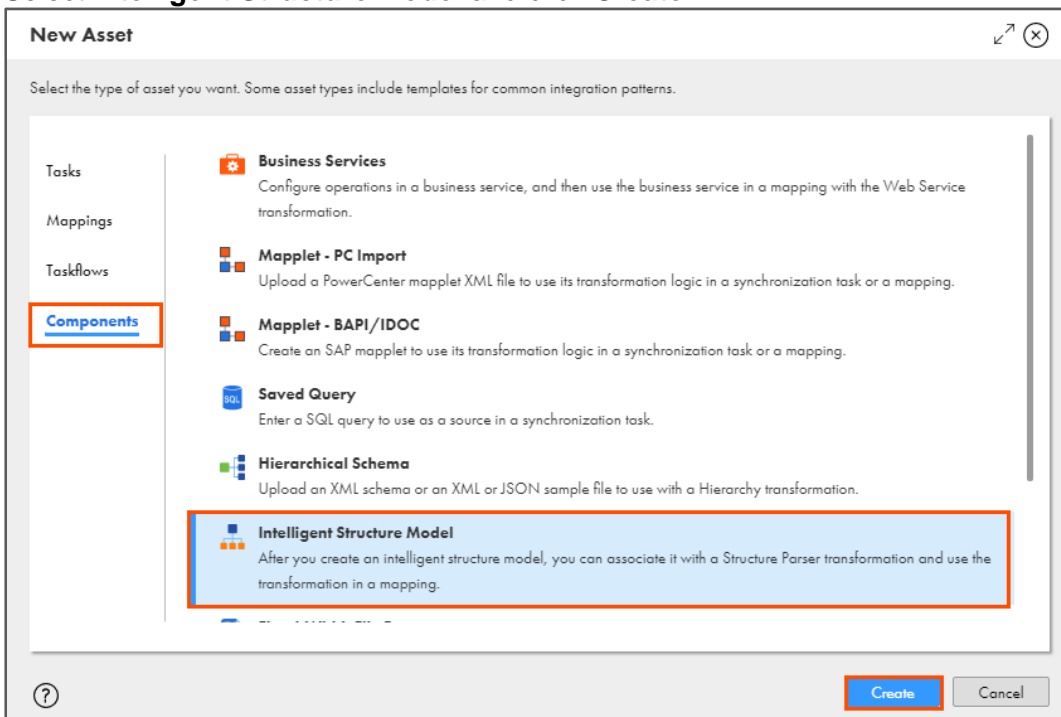 New Asset
Select the type of asset you want. Some asset types include templates for common integration patterns.
Tasks
Mappings
Taskflows
Components
Business Services
Configure operations in a business service, and then use the business service in a mapping with the Web Service
transformation.
Mapplet - PC Import
Upload a PowerCenter mapplet XML file to use its transformation logic in a synchronization task or a mapping.
Mapplet - BAPI/IDOC
Create an SAP mapplet to use its transformation logic in a synchronization task or a mapping.
SQL
Saved Query
Enter a SQL query to use as a source in a synchronization task.
Hierarchical Schema
Upload an XML schema or an XML or JSON sample file to use with a Hierarchy transformation.
Intelligent Structure Model
After you create an intelligent structure model, you can associate it with a Structure Parser transformation and use the
transformation in a mapping.
?
Create
Cancel